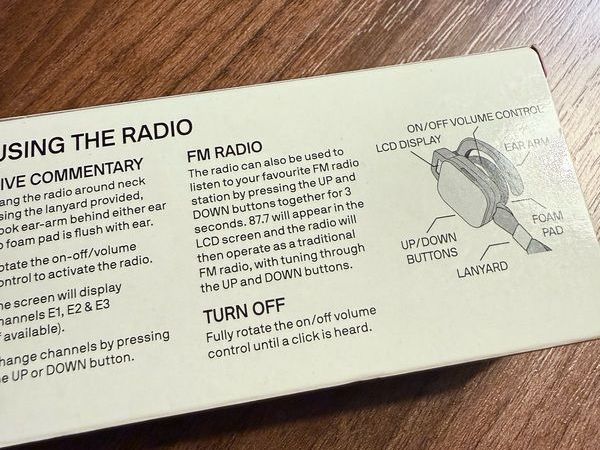 USING THE RADIO
IVE COMMENTARY
ang the radio around neck
sing the lanyard provided,
ook ear-arm behind either ear
o foam pad is flush with ear.
otate the on-off/volume
ontrol to activate the radio.
he screen will display
hannels E1, E2 & E3
f available).
hange channels by pressing
e UP or DOWN button.
FM RADIO
The radio can also be used to
listen to your favourite FM radio
station by pressing the UP and
DOWN buttons together for 3
seconds. 87.7 will appear in the
LCD screen and the radio will
then operate as a traditional
FM radio, with tuning through
the UP and DOWN buttons.
TURN OFF
Fully rotate the on/off volume
control until a click is heard.
ON/OFF VOLUME CONTROL
LCD DISPLAY
EAR ARM
FOAM
PAD
UP/DOWN
BUTTONS
LANYARD